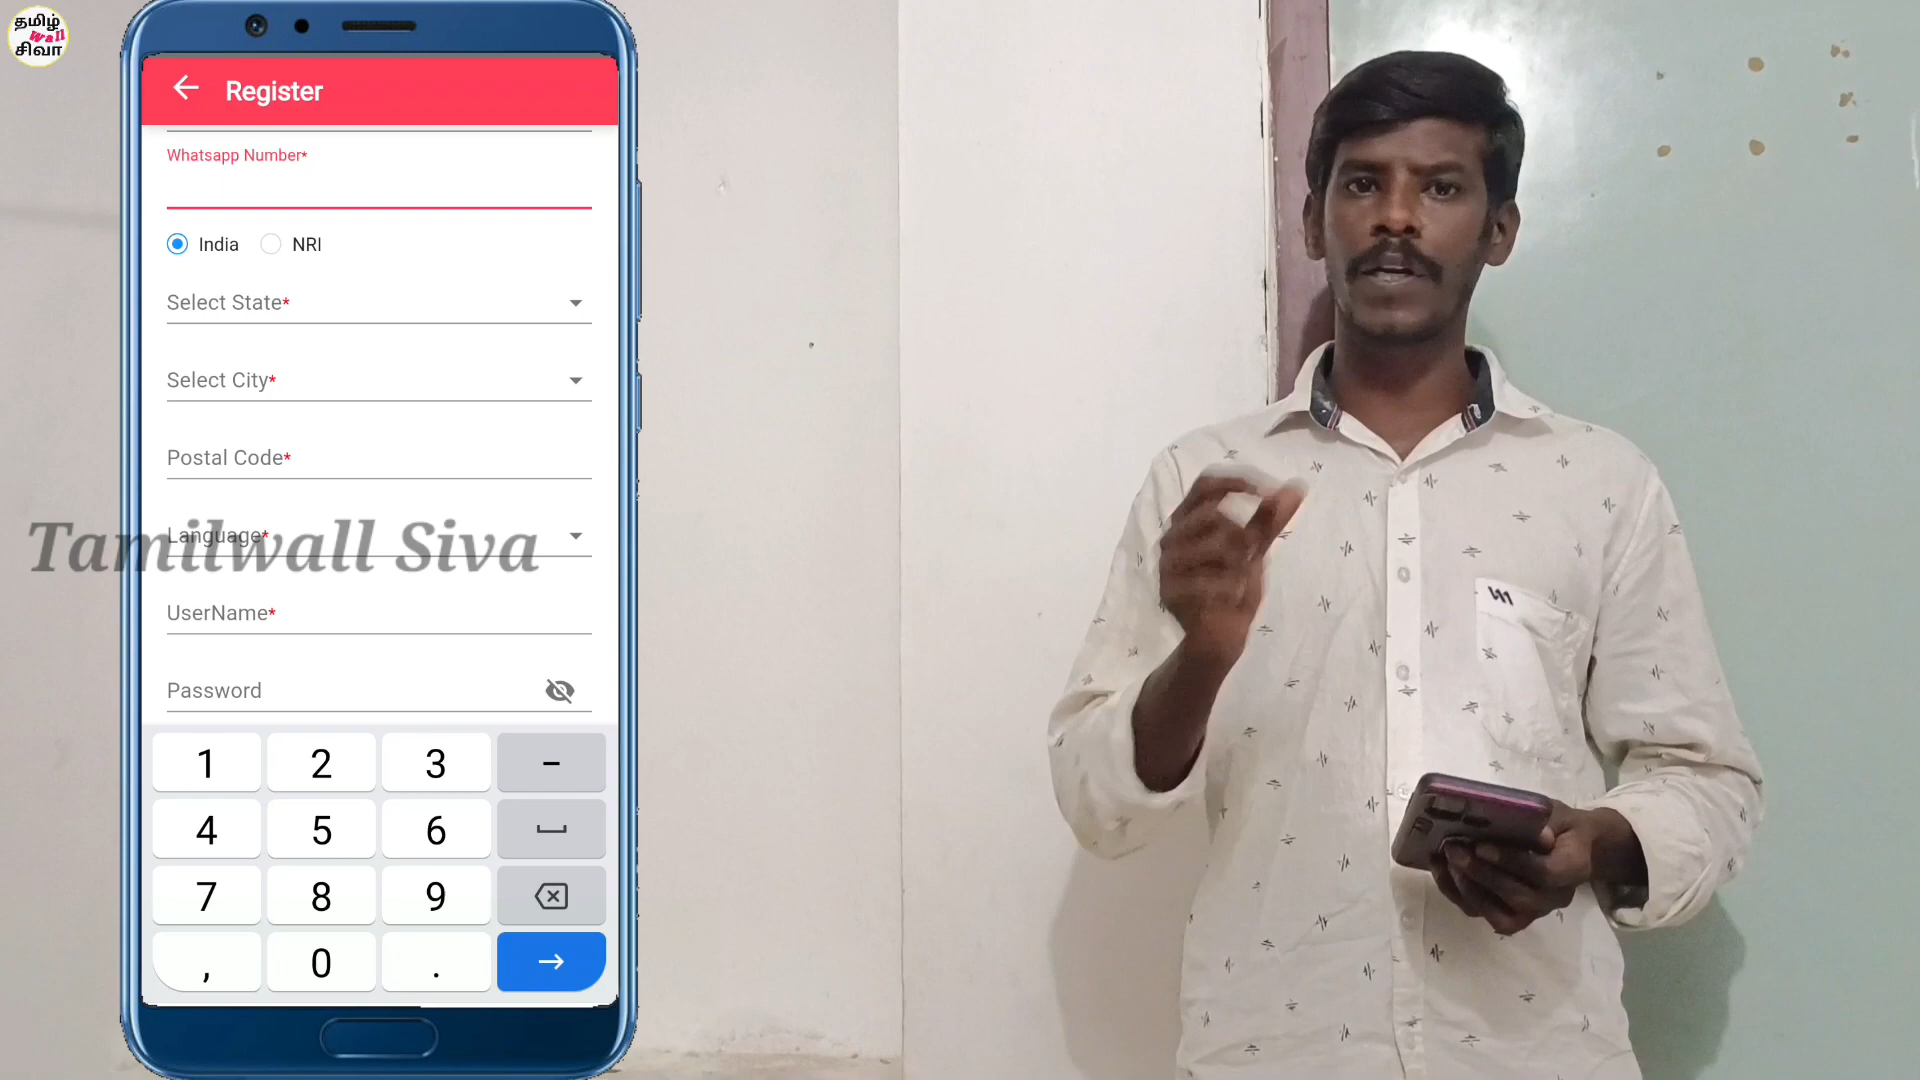 தமிழ்
Wall
சிவா
Register
Whatsapp Number*
India
NRI
Select State*
Select City*
Postal Code*
Language*
Tamilwall Siva
UserName*
Password
1 2 3 -
4 5 6
7 8 9
, 0 .